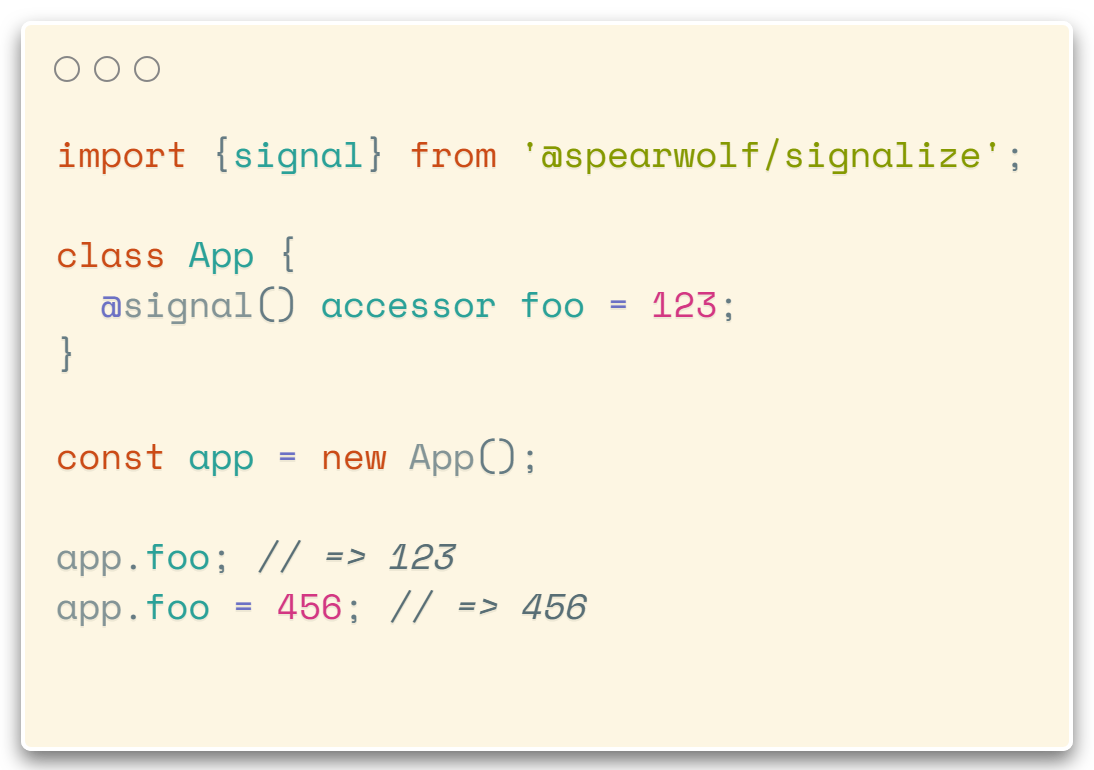 import {signal} from '@spearwolf/signalize';
class App {
  @signal() accessor foo = 123;
}
const app = new App();
app.foo; // => 123
app.foo = 456; // => 456